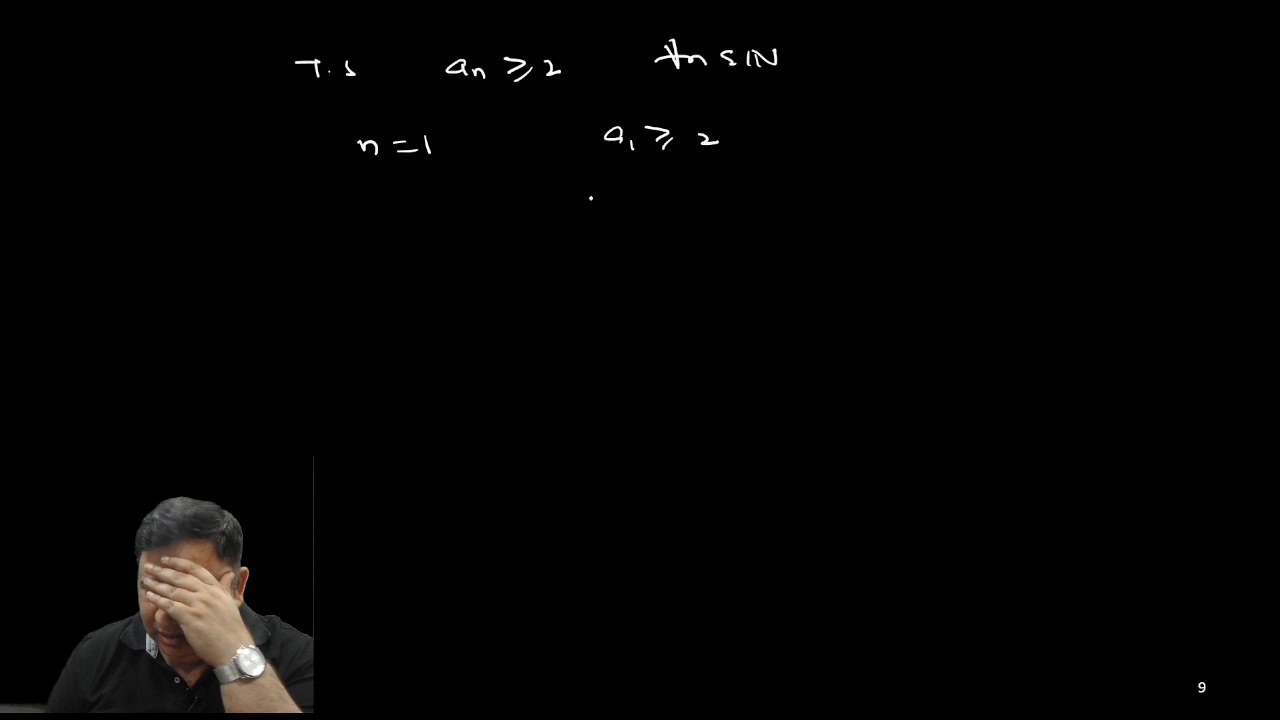 T.S aₙ ⩾ 2 ∀n ∈ ℕ
n = 1 a₁ ⩾ 2
9